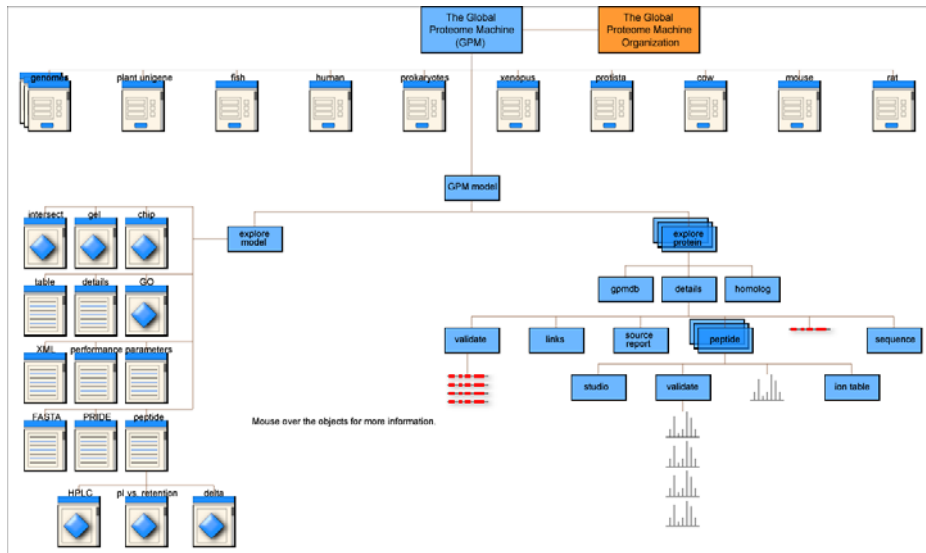 The Global
Proteome Machine
(GPM)
The Global
Proteome Machine
Organization
genomes
plant unigene
fish
human
prokaryotes
xenopus
protista
cow
mouse
rat
GPM model
intersect
gel
chip
explore
model
explore
protein
table
details
GO
gpmdb
details
homolog
validate
links
source
report
peptide
sequence
XML
performance
parameters
studio
validate
ion table
FASTA
PRIDE
peptide
Mouse over the objects for more information.
HPLC
pI vs. retention
delta